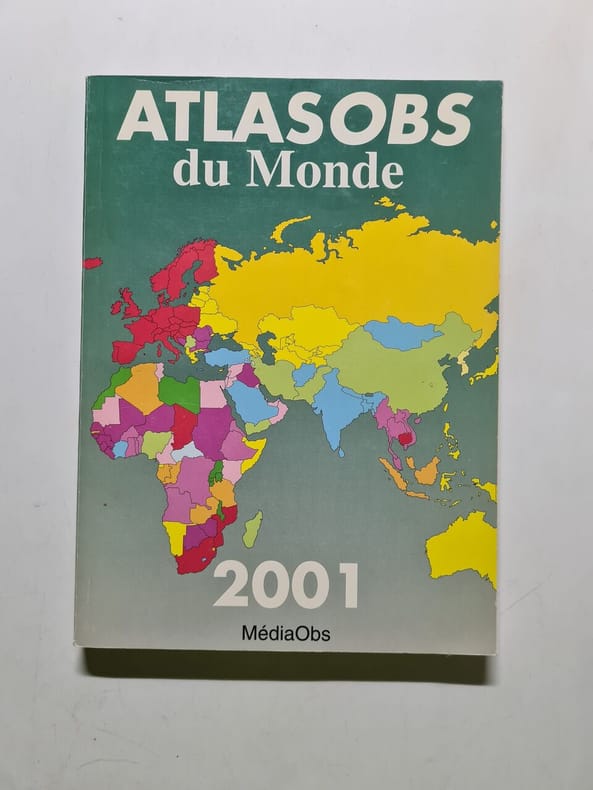 ATLASOBS
du Monde
2001
MédiaObs